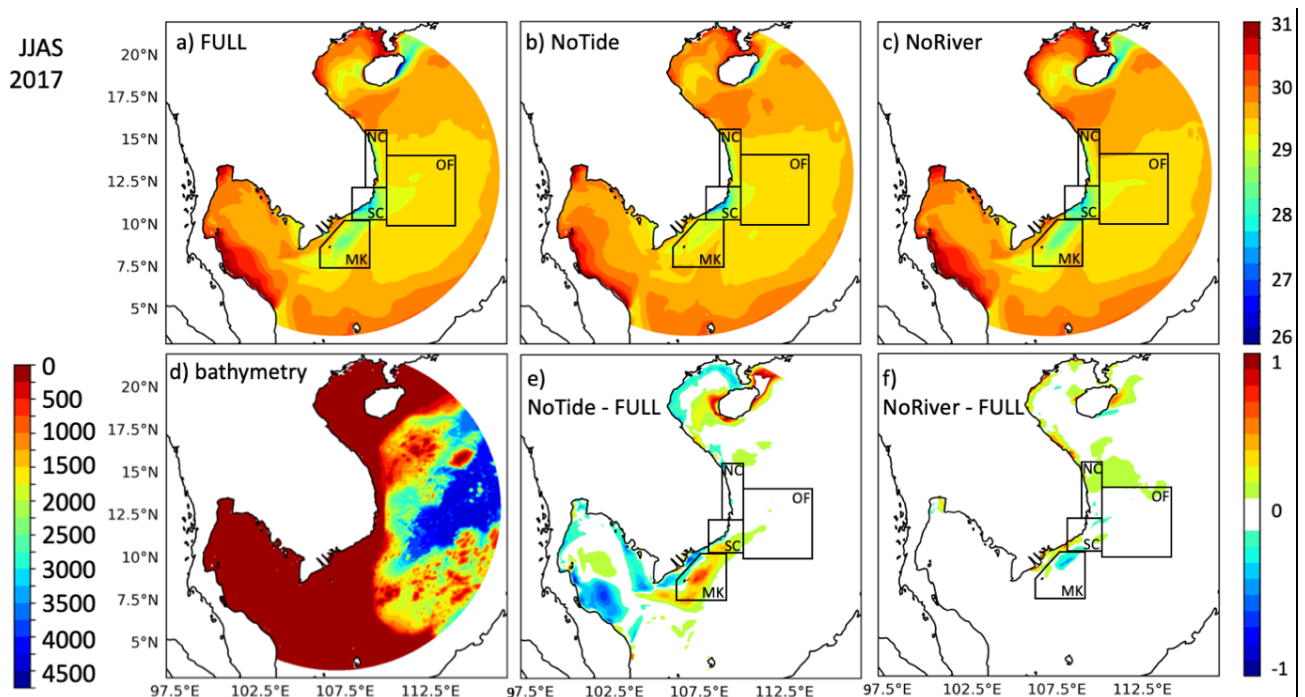 JJAS
2017
a) FULL
b) NoTide
c) NoRiver
20°N
17.5°N
15°N
12.5°N
10°N
7.5°N
5°N
NC
OF
SC
MK
NC
OF
SC
MK
NC
OF
SC
MK
31
30
29
28
27
26
d) bathymetry
e)
NoTide - FULL
f)
NoRiver - FULL
0
500
1000
1500
2000
2500
3000
3500
4000
4500
20°N
17.5°N
15°N
12.5°N
10°N
7.5°N
5°N
NC
OF
SC
MK
NC
OF
SC
MK
1
0
-1
97.5°E
102.5°E
107.5°E
112.5°E
97.5°E
102.5°E
107.5°E
112.5°E
97.5°E
102.5°E
107.5°E
112.5°E